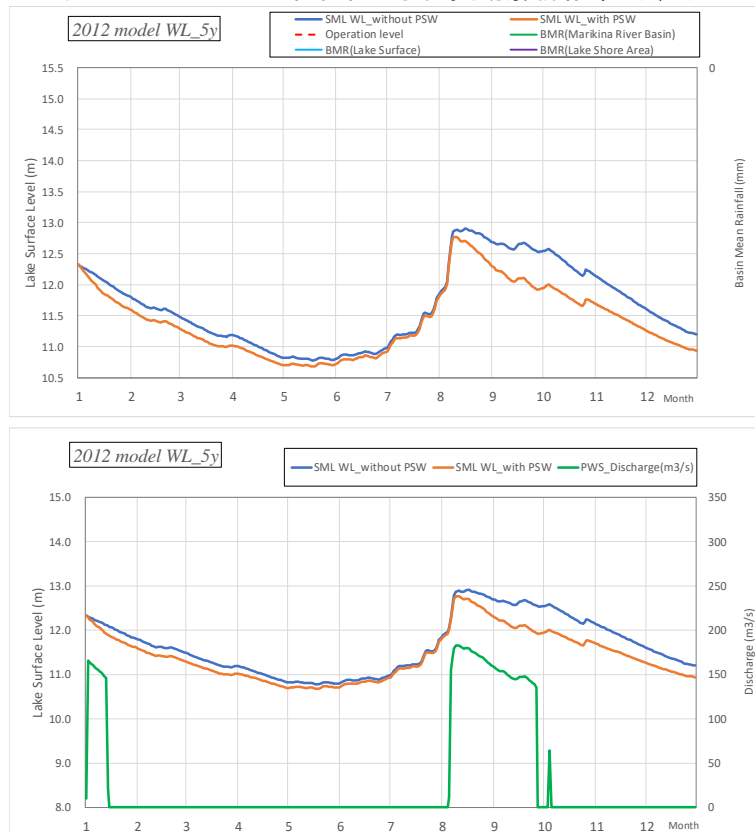 2012 model WL_5y
SML WL_without PSW
SML WL_with PSW
Operation level
BMR(Marikina River Basin)
BMR(Lake Surface)
BMR(Lake Shore Area)
Lake Surface Level (m)
15.5
15.0
14.5
14.0
13.5
13.0
12.5
12.0
11.5
11.0
10.5
0
Basin Mean Rainfall (mm)
1 2 3 4 5 6 7 8 9 10 11 12 Month
2012 model WL_5y
SML WL_without PSW SML WL_with PSW PWS_Discharge(m3/s)
Lake Surface Level (m)
15.0
14.0
13.0
12.0
11.0
10.0
9.0
8.0
350
300
250
200
150
100
50
0
Discharge (m3/s)
1 2 3 4 5 6 7 8 9 10 11 12 Month